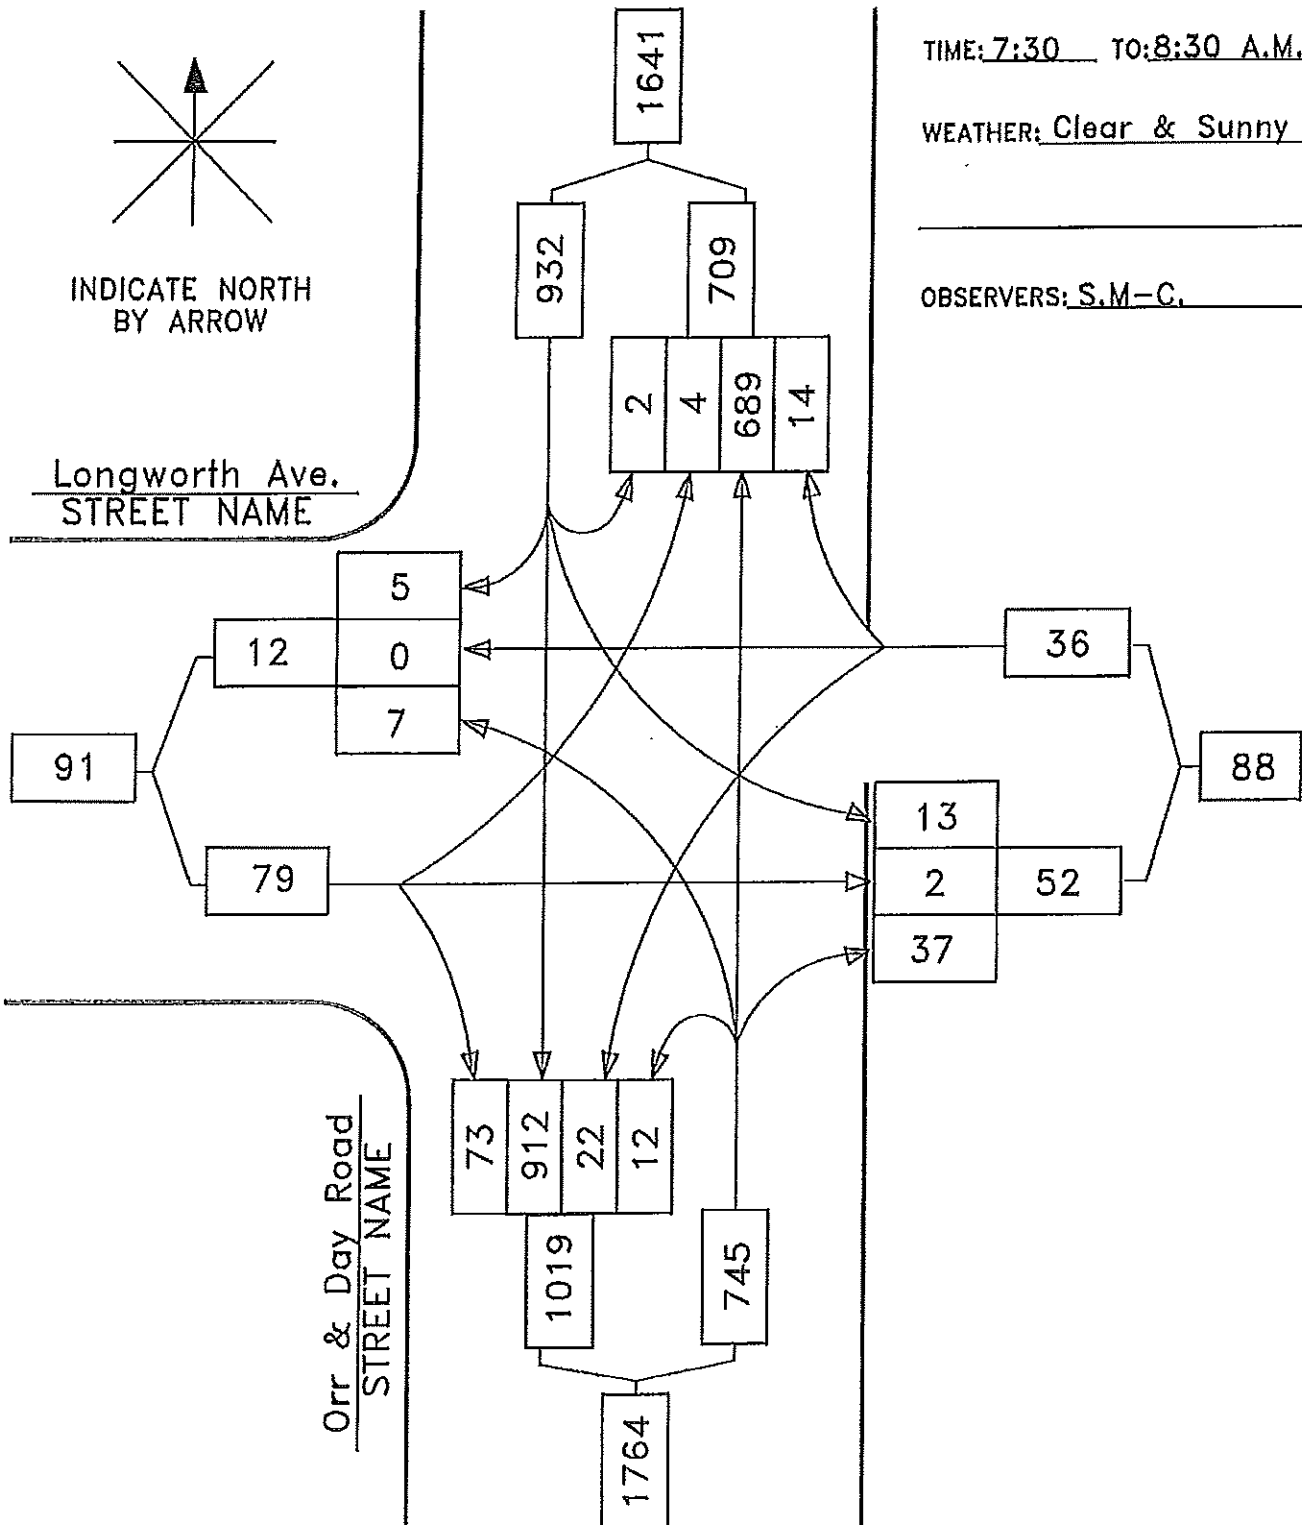 TIME: 7:30 TO: 8:30 A.M.
WEATHER: Clear & Sunny
OBSERVERS: S.M-C.
INDICATE NORTH
BY ARROW
1641
932
709
2 4 689 14
Longworth Ave.
STREET NAME
5
12 0
7
36
91
88
79
13
2 52
37
73 912 22 12
Orr & Day Road
STREET NAME
1019
745
1764